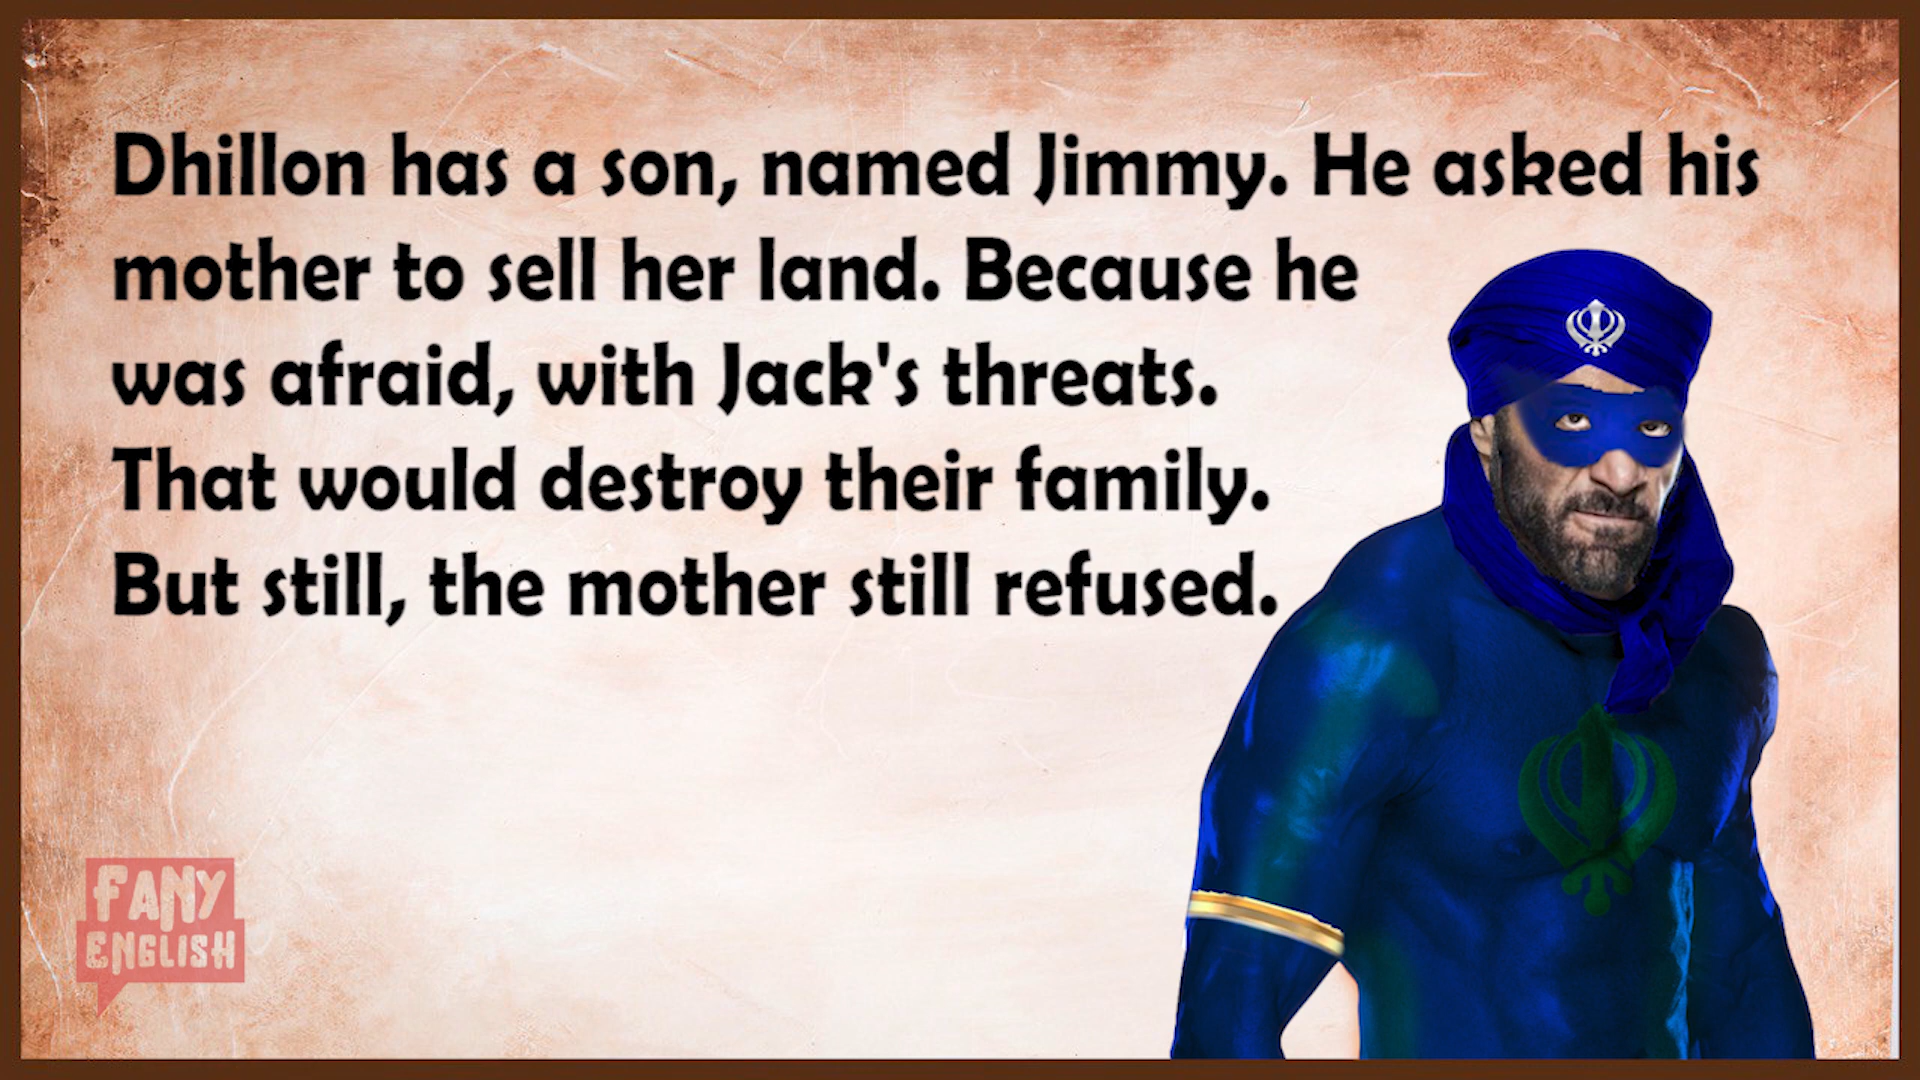 Dhillon has a son, named Jimmy. He asked his
mother to sell her land. Because he
was afraid, with Jack's threats.
That would destroy their family.
But still, the mother still refused.
FANY
ENGLISH